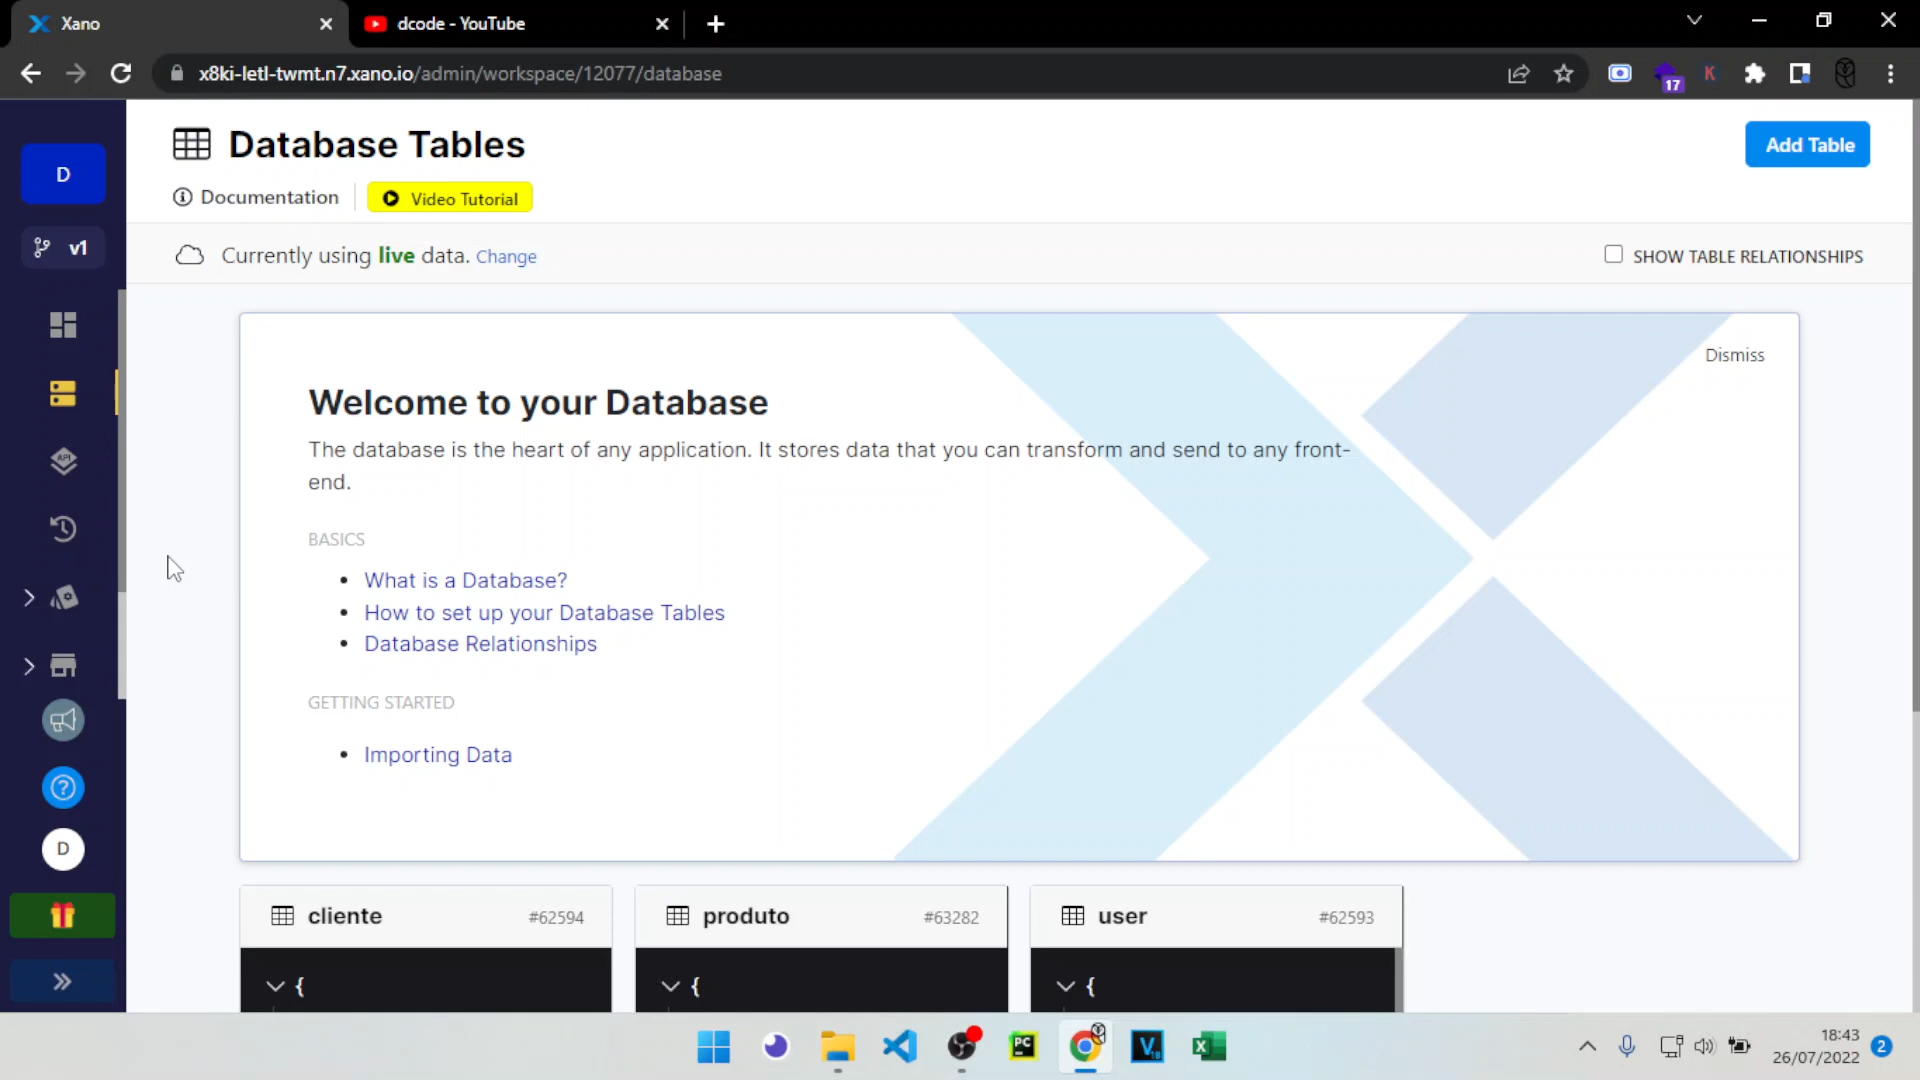 Xano
dcode - YouTube
x8ki-letl-twmt.n7.xano.io/admin/workspace/12077/database
K
17
D
v1
API
D
Database Tables
Add Table
Documentation
Video Tutorial
Currently using live data. Change
SHOW TABLE RELATIONSHIPS
Dismiss
Welcome to your Database
The database is the heart of any application. It stores data that you can transform and send to any front-
end.
BASICS
• What is a Database?
• How to set up your Database Tables
• Database Relationships
GETTING STARTED
• Importing Data
cliente #62594
produto #63282
user #62593
{
{
{
PC
V
18:43
26/07/2022
2